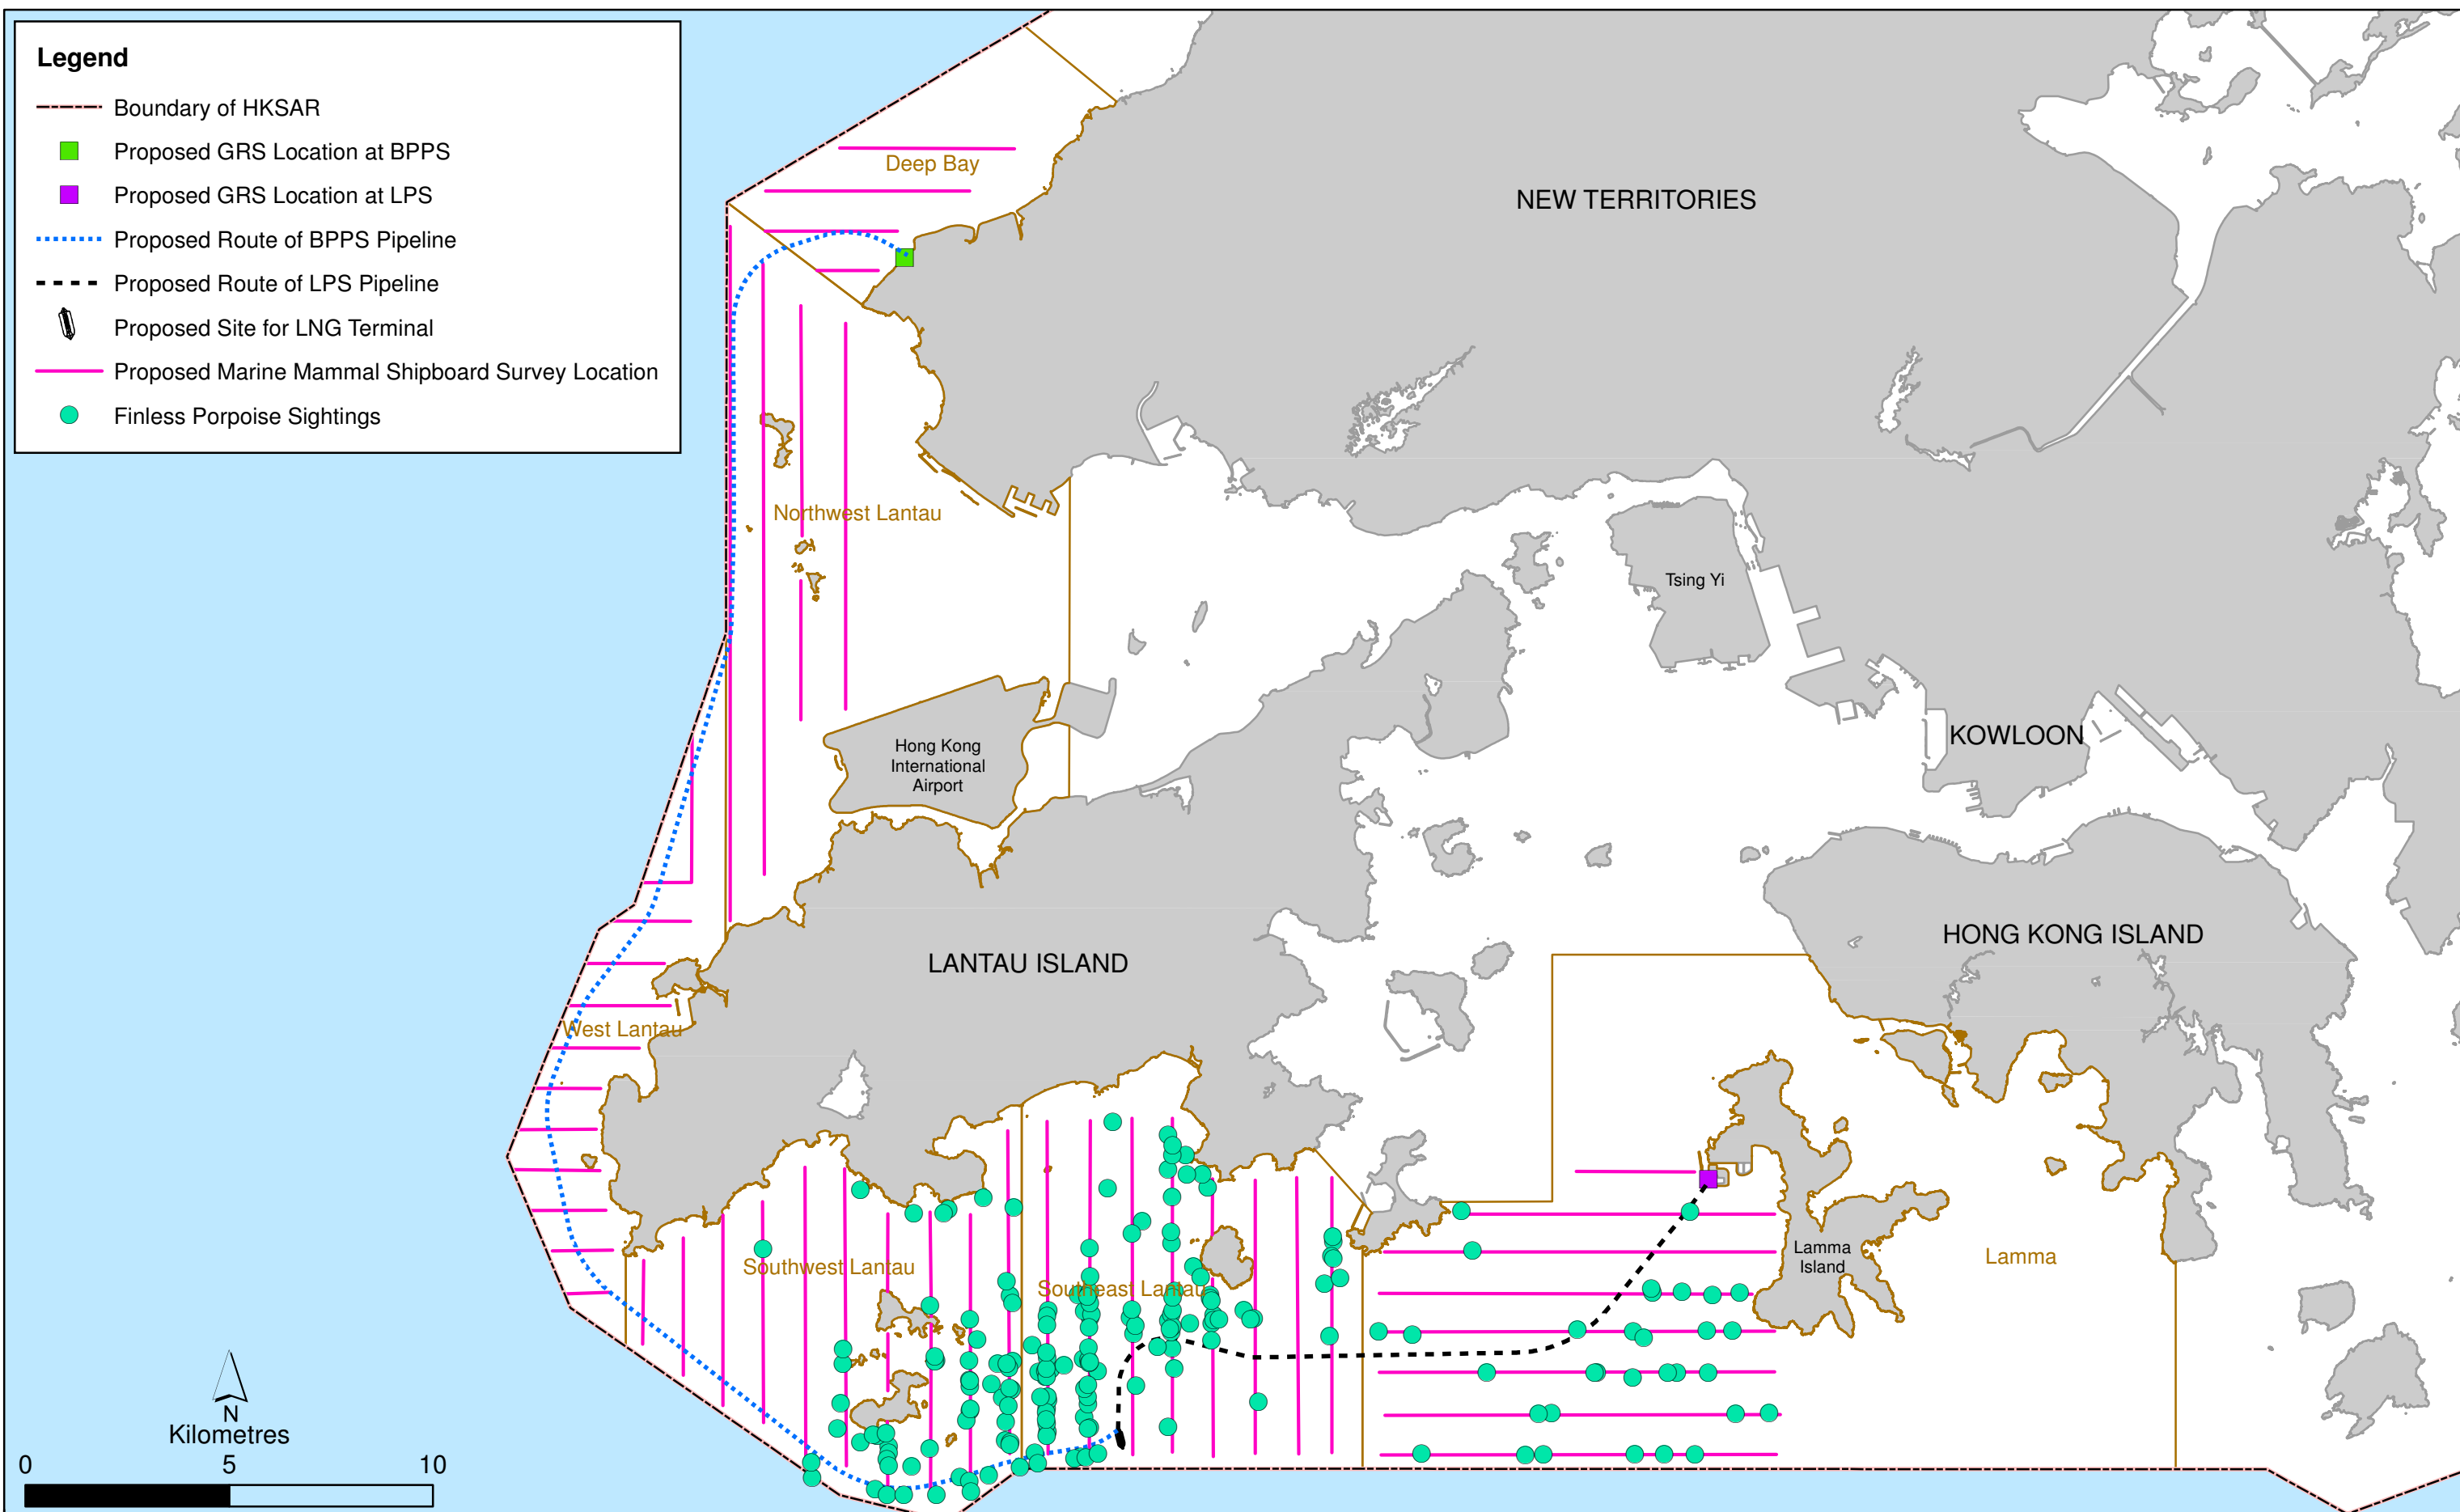 Legend
Boundary of HKSAR
Proposed GRS Location at BPPS
Proposed GRS Location at LPS
Proposed Route of BPPS Pipeline
Proposed Route of LPS Pipeline
Proposed Site for LNG Terminal
Proposed Marine Mammal Shipboard Survey Location
Finless Porpoise Sightings
Deep Bay
NEW TERRITORIES
Northwest Lantau
Tsing Yi
KOWLOON
Hong Kong
International
Airport
HONG KONG ISLAND
LANTAU ISLAND
West Lantau
Southwest Lantau
Southeast Lantau
Lamma
Island
Lamma
N
Kilometres
0 5 10